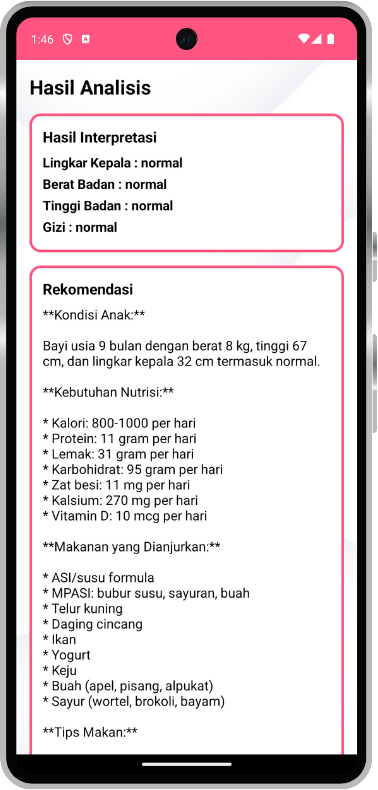 1:46
Hasil Analisis
Hasil Interpretasi
Lingkar Kepala : normal
Berat Badan : normal
Tinggi Badan : normal
Gizi : normal
Rekomendasi
**Kondisi Anak:**
Bayi usia 9 bulan dengan berat 8 kg, tinggi 67
cm, dan lingkar kepala 32 cm termasuk normal.
**Kebutuhan Nutrisi:**
* Kalori: 800-1000 per hari
* Protein: 11 gram per hari
* Lemak: 31 gram per hari
* Karbohidrat: 95 gram per hari
* Zat besi: 11 mg per hari
* Kalsium: 270 mg per hari
* Vitamin D: 10 mcg per hari
**Makanan yang Dianjurkan:**
* ASI/susu formula
* MPASI: bubur susu, sayuran, buah
* Telur kuning
* Daging cincang
* Ikan
* Yogurt
* Keju
* Buah (apel, pisang, alpukat)
* Sayur (wortel, brokoli, bayam)
**Tips Makan:**